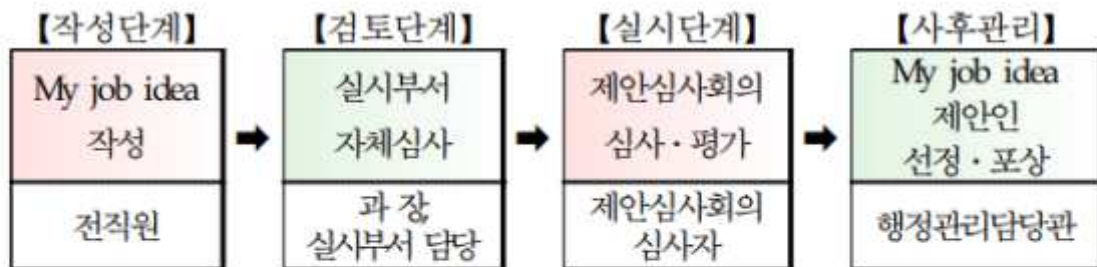 【작성단계】
My job idea
작성
전직원
【검토단계】
실시부서
자체심사
과 장,
실시부서 담당
【실시단계】
제안심사회의
심사・평가
제안심사회의
심사자
【사후관리】
My job idea
제안인
선정・포상
행정관리담당관